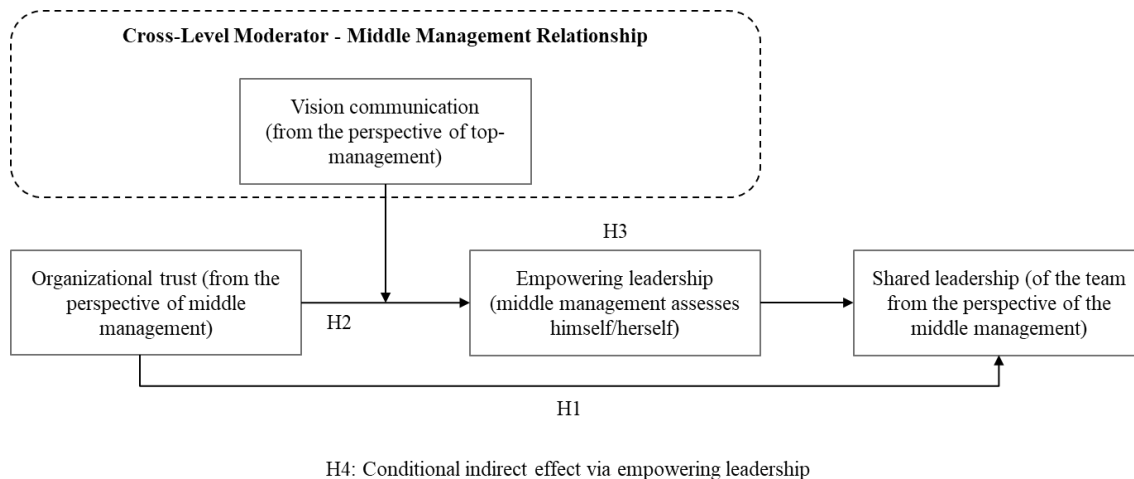 Cross-Level Moderator - Middle Management Relationship
Vision communication
(from the perspective of top-
management)
H3
Organizational trust (from the
perspective of middle
management)
H2
Empowering leadership
(middle management assesses
himself/herself)
Shared leadership (of the team
from the perspective of the
middle management)
H1
H4: Conditional indirect effect via empowering leadership